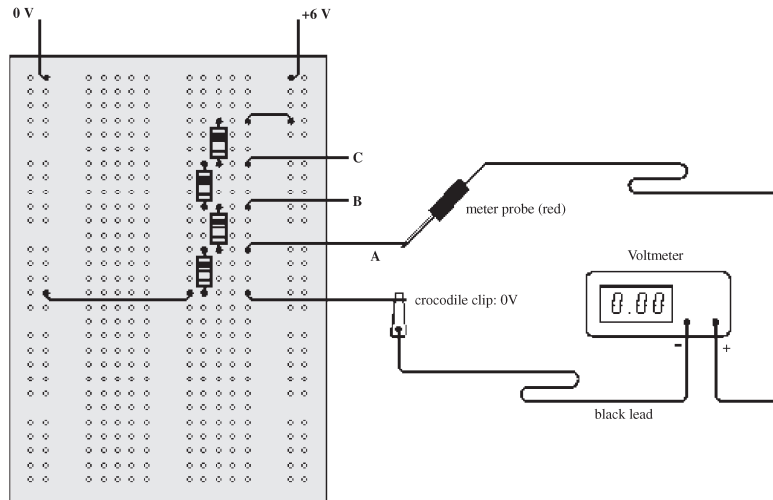 0 V
+6 V
C
B
meter probe (red)
A
Voltmeter
crocodile clip: 0V
0.00
-
+
black lead